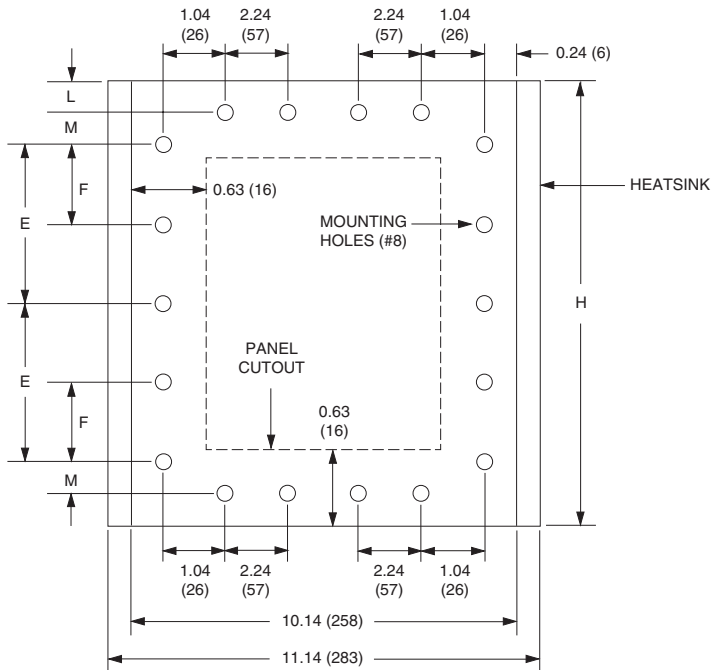 1.04
(26)
2.24
(57)
2.24
(57)
1.04
(26)
0.24 (6)
L
M
F
E
0.63 (16)
HEATSINK
MOUNTING
HOLES (#8)
H
PANEL
CUTOUT
E
F
0.63
(16)
M
1.04
(26)
2.24
(57)
2.24
(57)
1.04
(26)
10.14 (258)
11.14 (283)